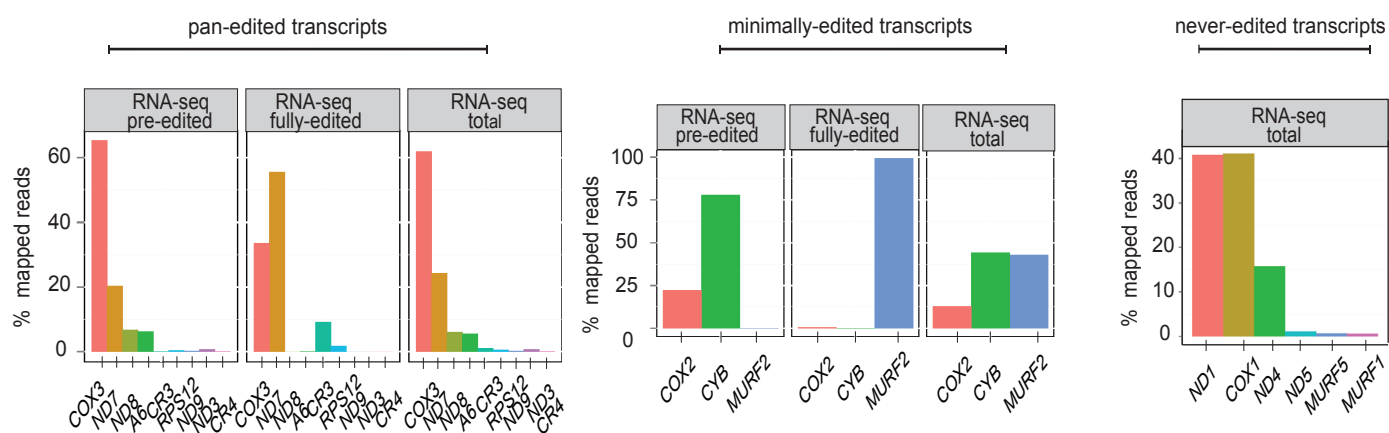 pan-edited transcripts
minimally-edited transcripts
never-edited transcripts
RNA-seq
pre-edited
RNA-seq
fully-edited
RNA-seq
total
% mapped reads
60
40
20
0
COX3
ND7
ND8
A6
CR3
RPS12
ND9
ND3
CR4
COX3
ND7
ND8
A6
CR3
RPS12
ND9
ND3
CR4
COX3
ND7
ND8
A6
CR3
RPS12
ND9
ND3
CR4
RNA-seq
pre-edited
RNA-seq
fully-edited
RNA-seq
total
% mapped reads
100
75
50
25
0
COX2
CYB
MURF2
COX2
CYB
MURF2
COX2
CYB
MURF2
RNA-seq
total
% mapped reads
40
30
20
10
0
ND1
COX1
ND4
ND5
MURF5
MURF1